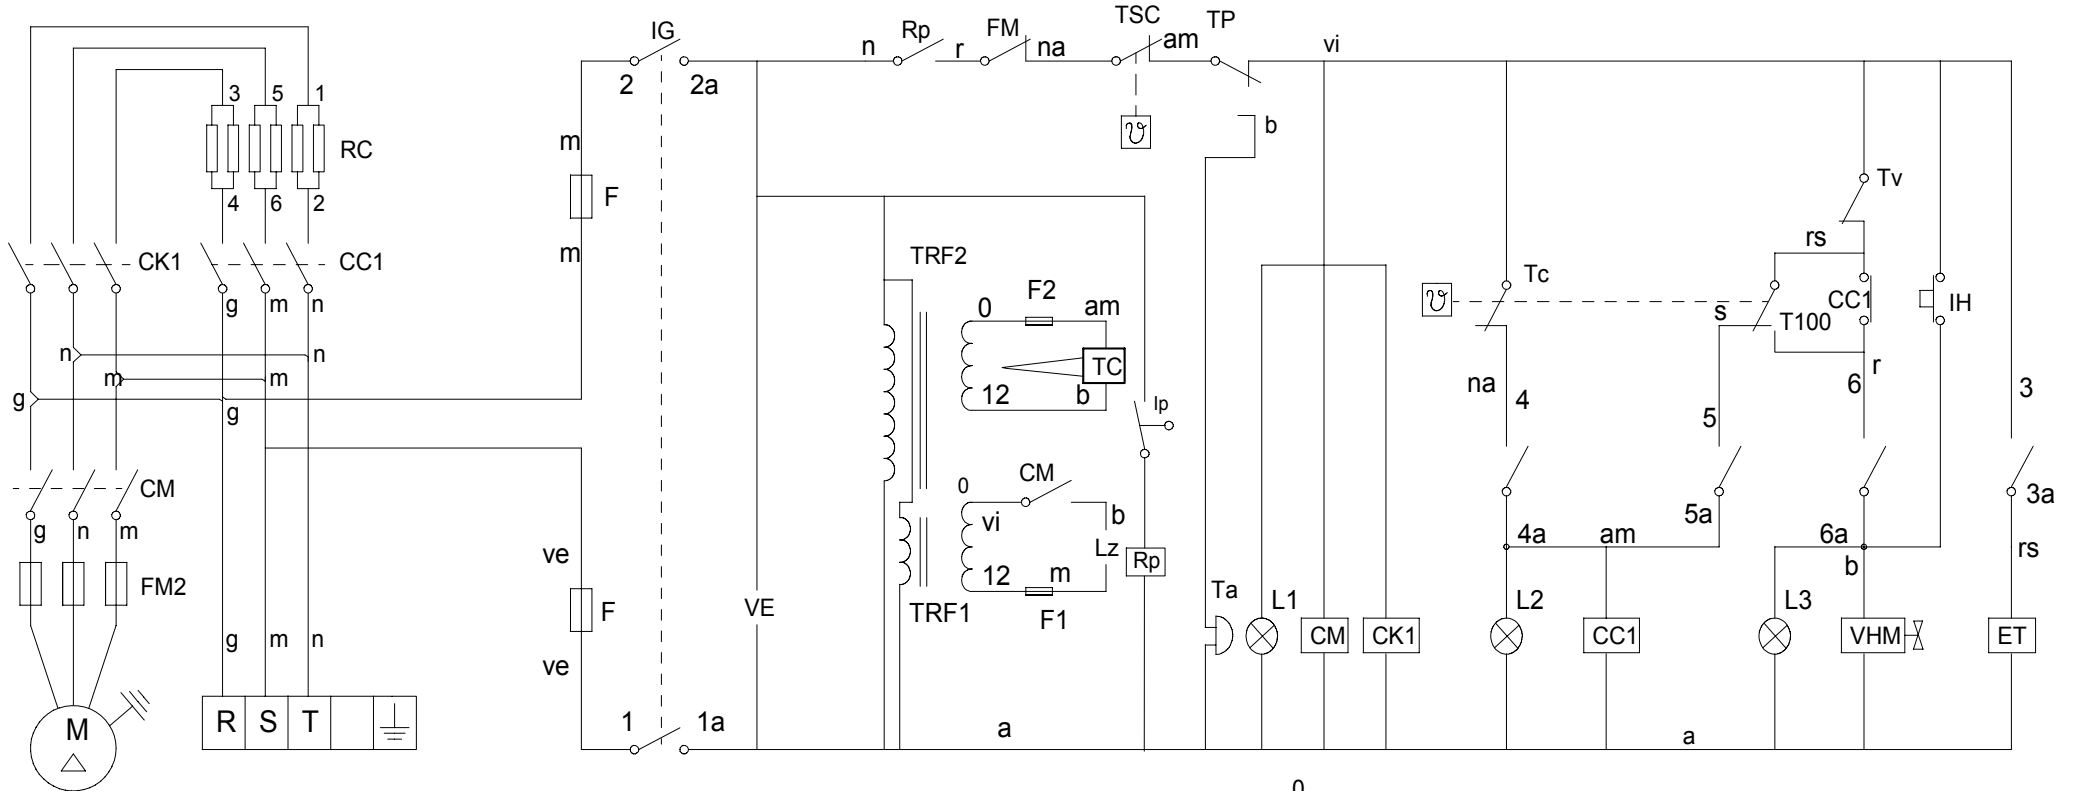 IG
Rp
FM
TSC
TP
n
r
na
am
vi
2
2a
3
5
1
RC
m
F
b
4
6
2
m
Tv
CK1
CC1
TRF2
rs
Tc
g
m
n
0
F2
am
s
CC1
T100
IH
n
n
TC
r
m
m
12
b
na
4
6
3
g
g
Ip
5
CM
0
CM
vi
b
g
n
m
5a
3a
4a
am
6a
ve
Lz
Rp
rs
FM2
12
m
b
F
VE
TRF1
F1
Ta
L1
L2
L3
g
m
n
CM
CK1
CC1
VHM
ET
ve
R
S
T
M
1
1a
a
a
0